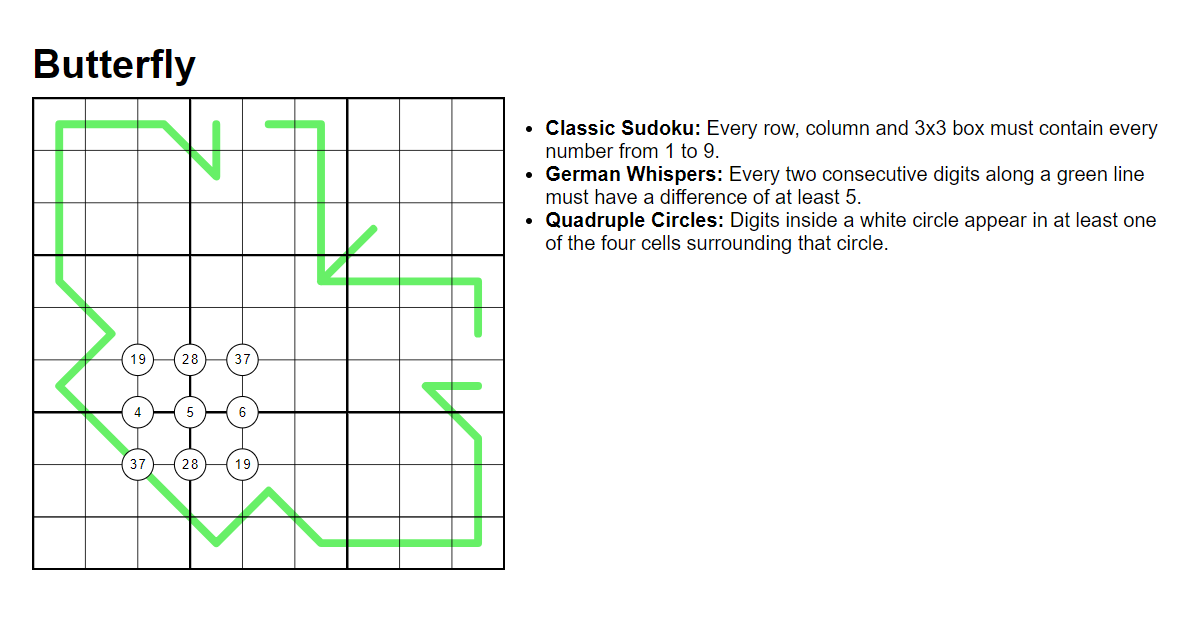 Butterfly
• Classic Sudoku: Every row, column and 3x3 box must contain every
number from 1 to 9.
• German Whispers: Every two consecutive digits along a green line
must have a difference of at least 5.
• Quadruple Circles: Digits inside a white circle appear in at least one
of the four cells surrounding that circle.
19 28 37
4 5 6
37 28 19